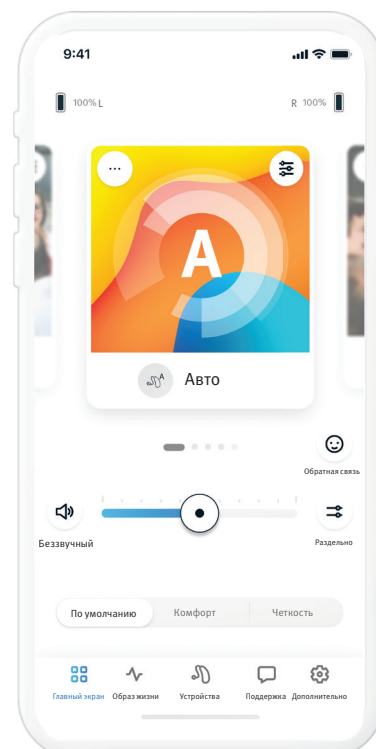 9:41
100% L
R 100%
A
A
Авто
Обратная связь
Беззвучный
Раздельно
По умолчанию Комфорт Четкость
Главный экран Образ жизни Устройства Поддержка Дополнительно